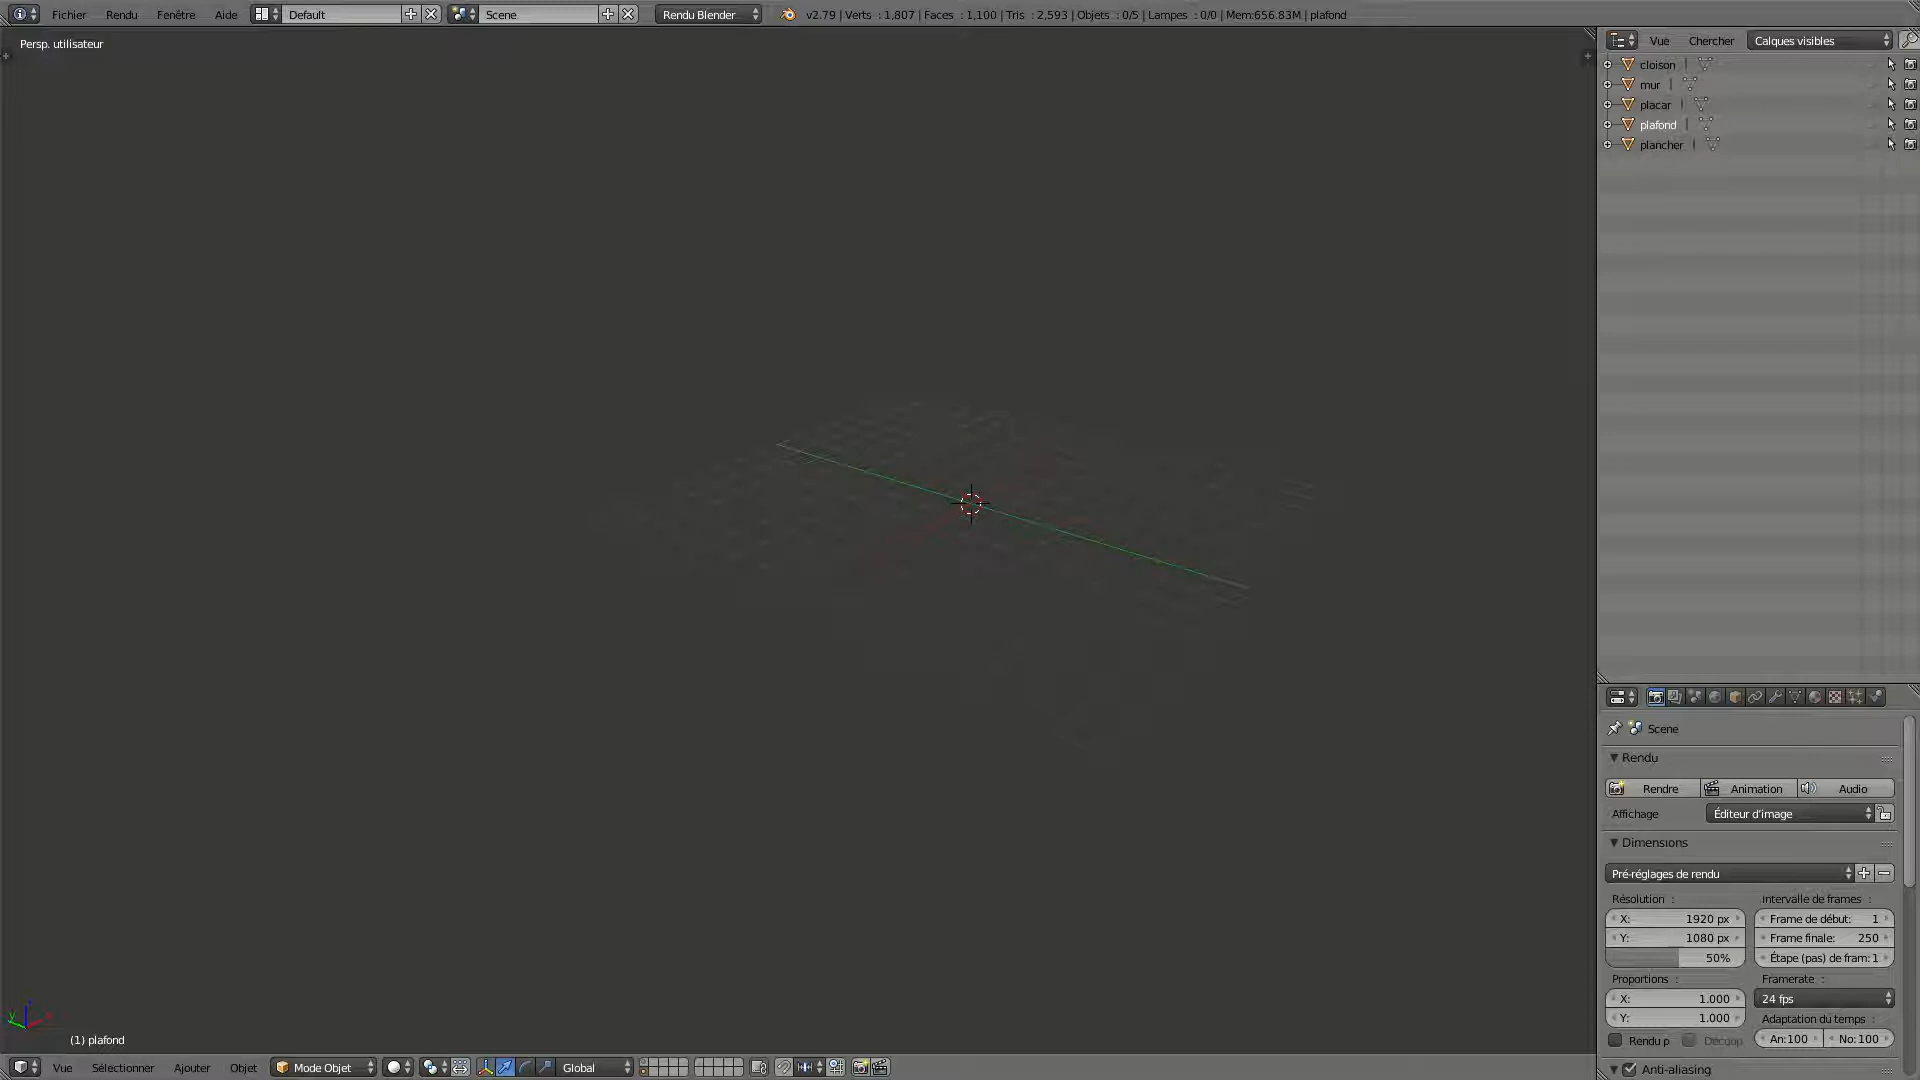 Fichier Rendu Fenêtre Aide Default Scene Rendu Blender v2.79 | Verts : 1,807 | Faces : 1,100 | Tris : 2,593 | Objets : 0/5 | Lampes : 0/0 | Mem:656.83M | plafond
Persp. utilisateur
Vue Chercher Calques visibles
cloison
mur
placar
plafond
plancher
Scene
Rendu
Rendre Animation Audio
Affichage Éditeur d'image
Dimensions
Pré-réglages de rendu
Résolution : Intervalle de frames :
X: 1920 px Frame de début: 1
Y: 1080 px Frame finale: 250
50% Étape (pas) de fram: 1
Proportions : Framerate :
X: 1.000 24 fps
Y: 1.000 Adaptation du temps :
Rendu p Découp An:100 No:100
Anti-aliasing
(1) plafond
Vue Sélectionner Ajouter Objet Mode Objet Global